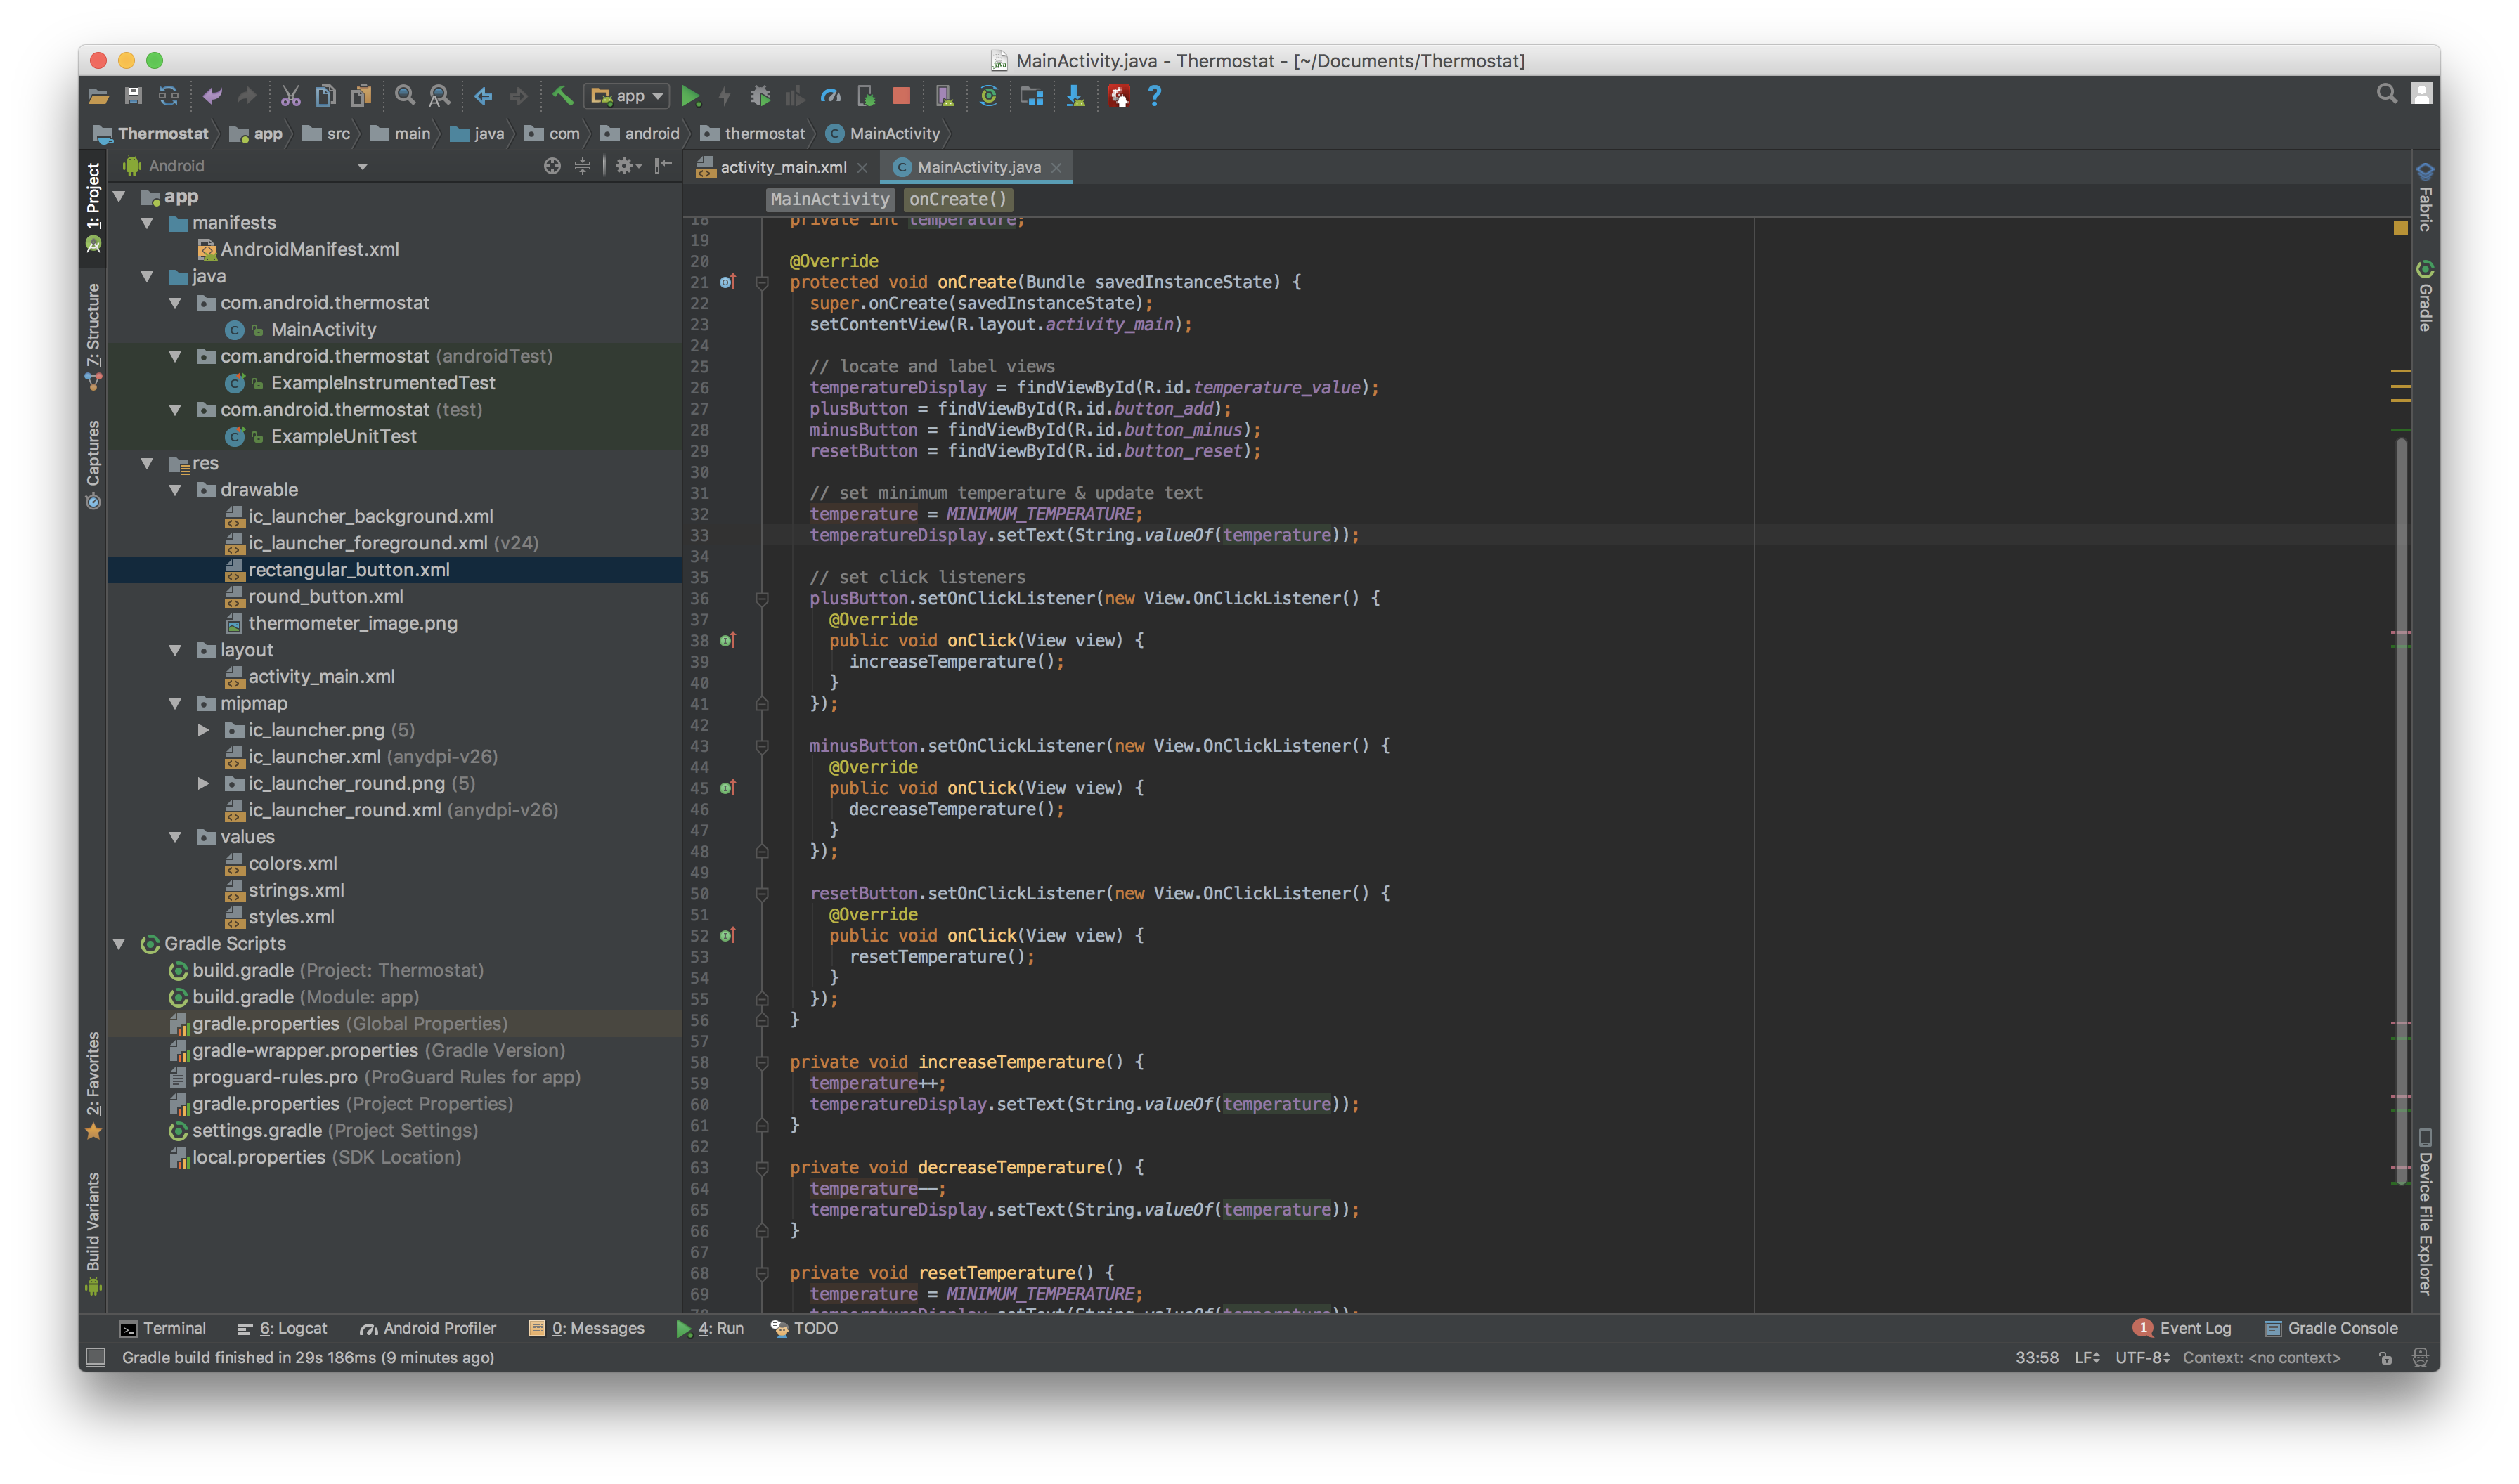 MainActivity.java - Thermostat - [~/Documents/Thermostat]
app
Thermostat app src main java com android thermostat MainActivity
1: Project
Z: Structure
Captures
2: Favorites
Build Variants
Android
app
manifests
AndroidManifest.xml
java
com.android.thermostat
MainActivity
com.android.thermostat (androidTest)
ExampleInstrumentedTest
com.android.thermostat (test)
ExampleUnitTest
res
drawable
ic_launcher_background.xml
ic_launcher_foreground.xml (v24)
rectangular_button.xml
round_button.xml
thermometer_image.png
layout
activity_main.xml
mipmap
ic_launcher.png (5)
ic_launcher.xml (anydpi-v26)
ic_launcher_round.png (5)
ic_launcher_round.xml (anydpi-v26)
values
colors.xml
strings.xml
styles.xml
Gradle Scripts
build.gradle (Project: Thermostat)
build.gradle (Module: app)
gradle.properties (Global Properties)
gradle-wrapper.properties (Gradle Version)
proguard-rules.pro (ProGuard Rules for app)
gradle.properties (Project Properties)
settings.gradle (Project Settings)
local.properties (SDK Location)
activity_main.xml MainActivity.java
MainActivity onCreate()
18 private int temperature;
19
20 @Override
21 protected void onCreate(Bundle savedInstanceState) {
22 super.onCreate(savedInstanceState);
23 setContentView(R.layout.activity_main);
24
25 // locate and label views
26 temperatureDisplay = findViewById(R.id.temperature_value);
27 plusButton = findViewById(R.id.button_add);
28 minusButton = findViewById(R.id.button_minus);
29 resetButton = findViewById(R.id.button_reset);
30
31 // set minimum temperature & update text
32 temperature = MINIMUM_TEMPERATURE;
33 temperatureDisplay.setText(String.valueOf(temperature));
34
35 // set click listeners
36 plusButton.setOnClickListener(new View.OnClickListener() {
37 @Override
38 public void onClick(View view) {
39 increaseTemperature();
40 }
41 });
42
43 minusButton.setOnClickListener(new View.OnClickListener() {
44 @Override
45 public void onClick(View view) {
46 decreaseTemperature();
47 }
48 });
49
50 resetButton.setOnClickListener(new View.OnClickListener() {
51 @Override
52 public void onClick(View view) {
53 resetTemperature();
54 }
55 });
56 }
57
58 private void increaseTemperature() {
59 temperature++;
60 temperatureDisplay.setText(String.valueOf(temperature));
61 }
62
63 private void decreaseTemperature() {
64 temperature--;
65 temperatureDisplay.setText(String.valueOf(temperature));
66 }
67
68 private void resetTemperature() {
69 temperature = MINIMUM_TEMPERATURE;
70 temperatureDisplay.setText(String.valueOf(temperature));
Fabric
Gradle
Device File Explorer
Terminal 6: Logcat Android Profiler 0: Messages 4: Run TODO 1 Event Log Gradle Console
Gradle build finished in 29s 186ms (9 minutes ago) 33:58 LF UTF-8 Context: <no context>